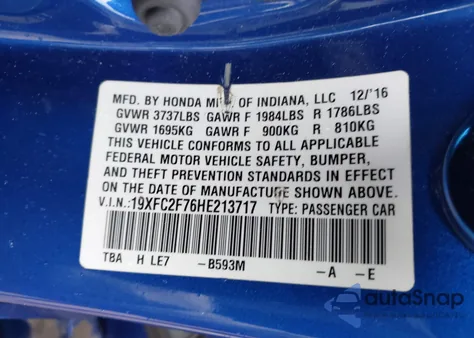 MFD. BY HONDA MFG OF INDIANA, LLC 12/'16
GVWR 3737LBS GAWR F 1984LBS R 1786LBS
GVWR 1695KG GAWR F 900KG R 810KG
THIS VEHICLE CONFORMS TO ALL APPLICABLE
FEDERAL MOTOR VEHICLE SAFETY, BUMPER,
AND THEFT PREVENTION STANDARDS IN EFFECT
ON THE DATE OF MANUFACTURE SHOWN ABOVE.
V.I.N.:19XFC2F76HE213717 TYPE: PASSENGER CAR
TBA H LE7 -B593M -A -E
autoSnap